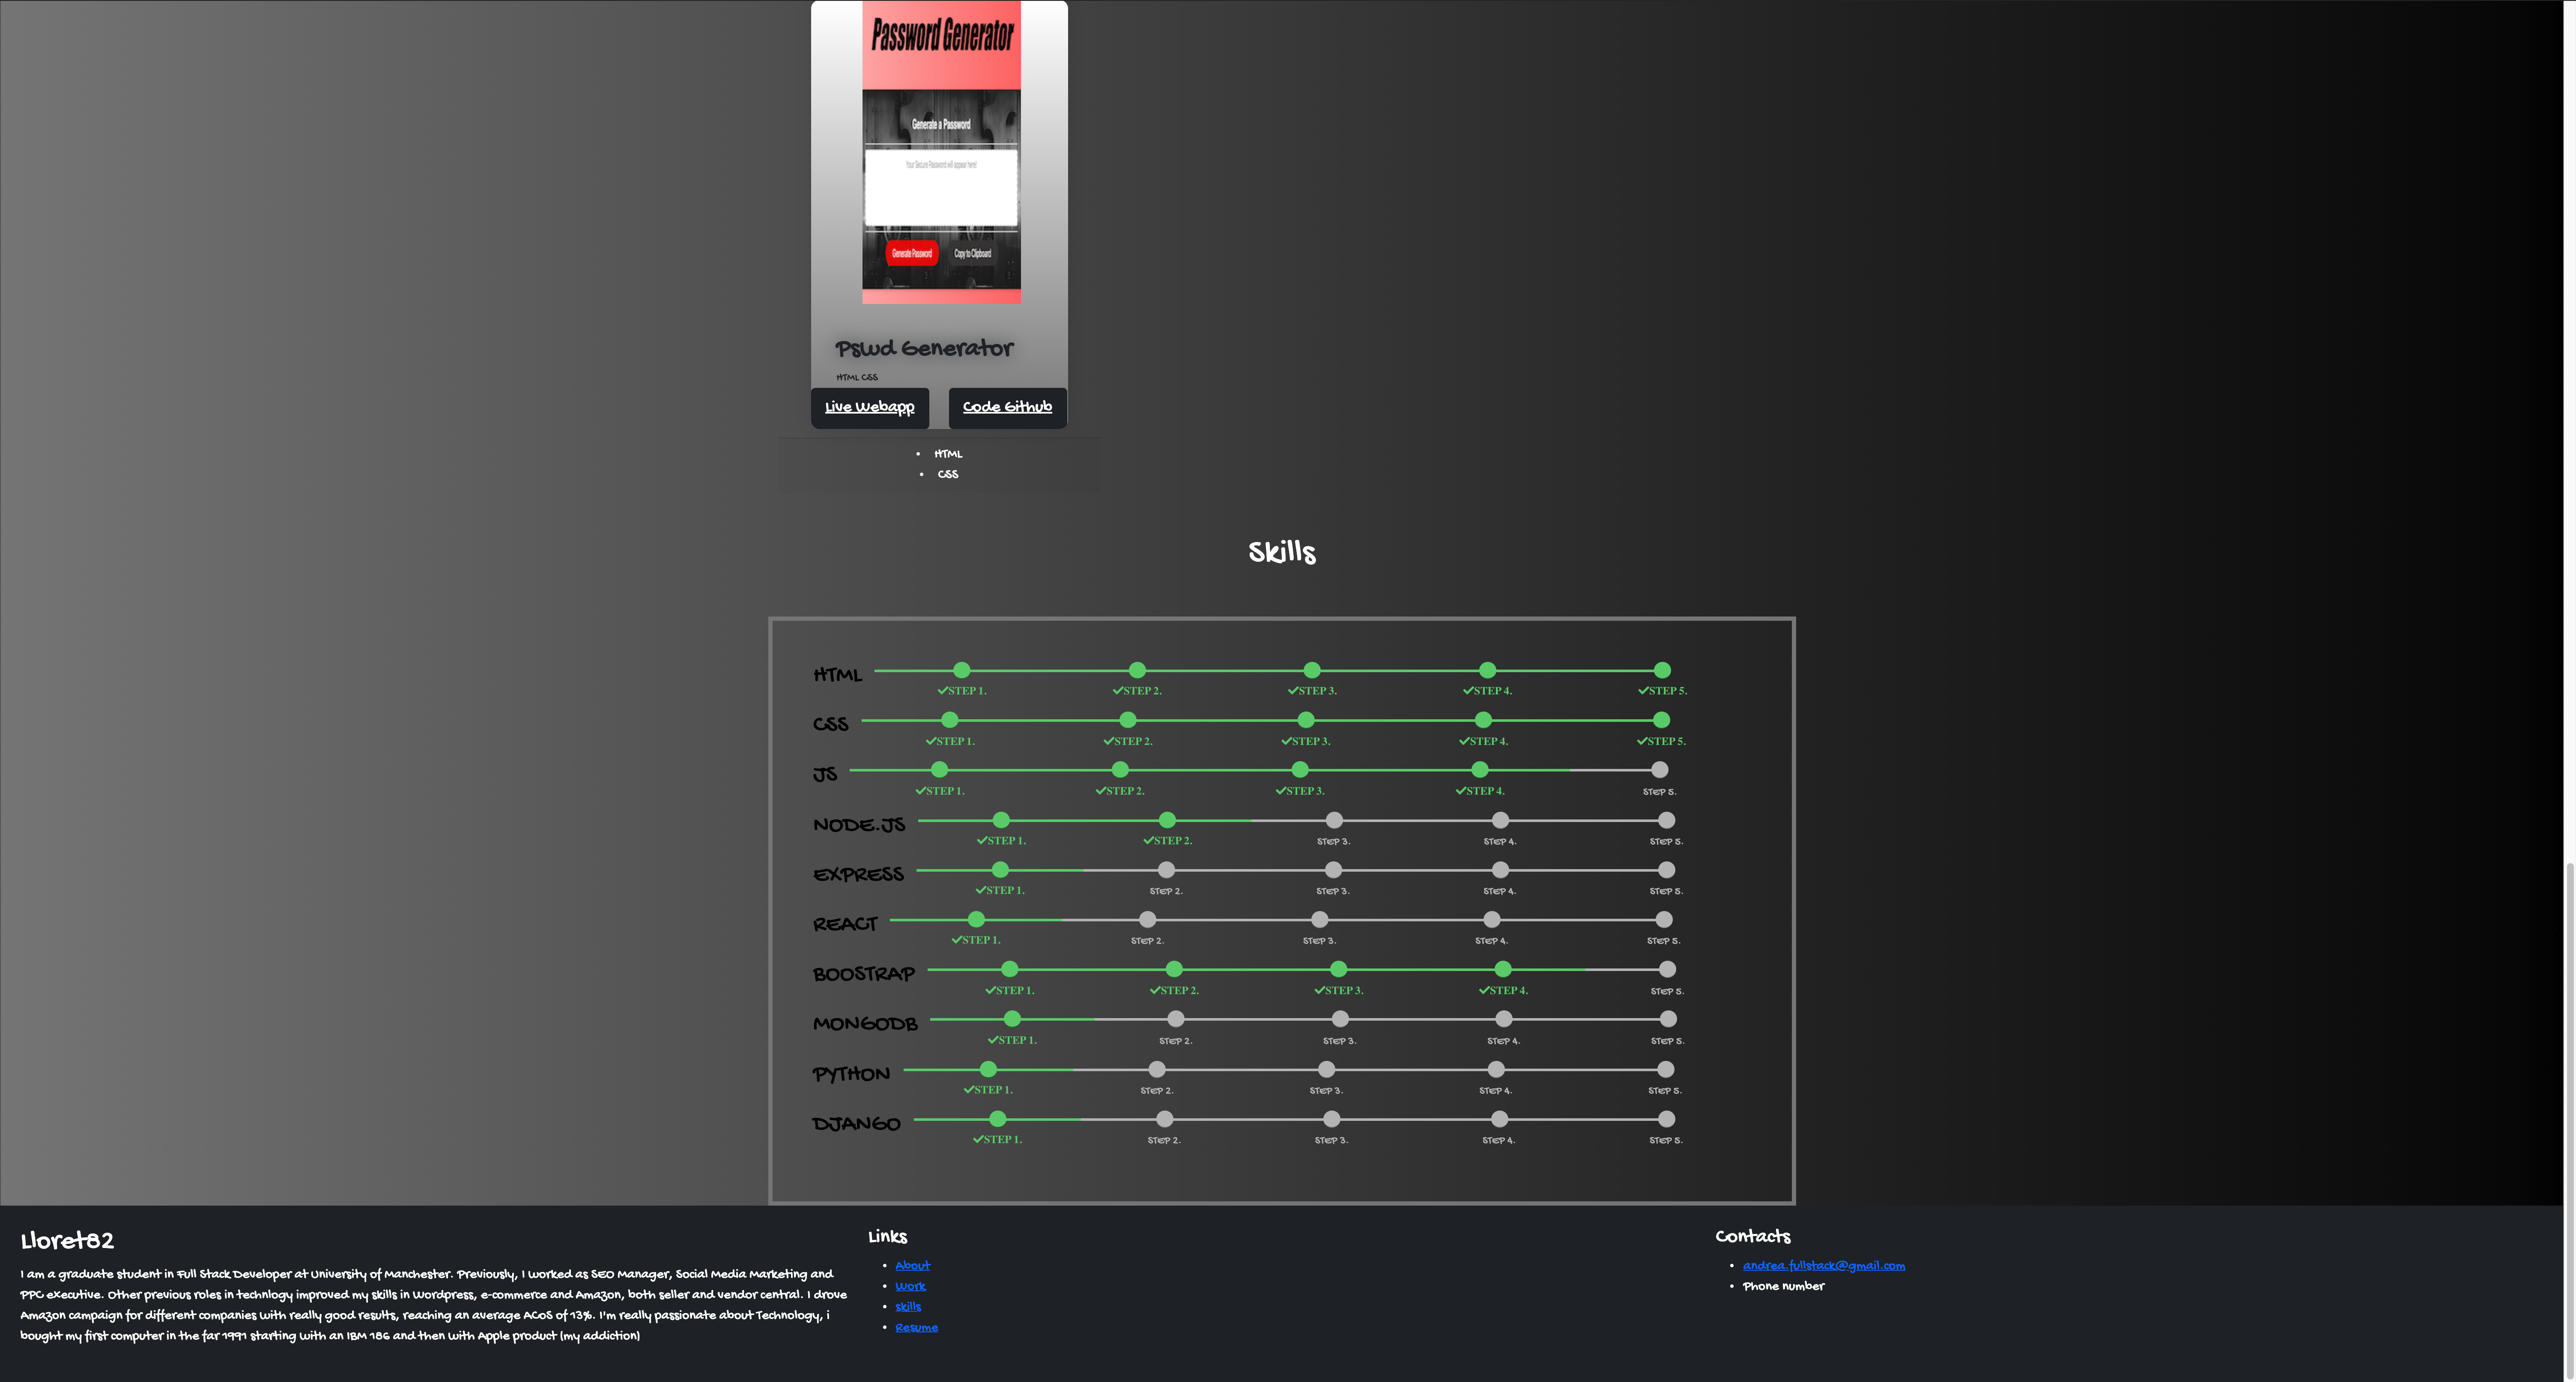 Password Generator
Generate a Password
Your Secure Password will appear here!
Generate Password Copy to Clipboard
Pswd Generator
HTML CSS
Live Webapp Code Github
• HTML
• CSS
Skills
HTML
✓STEP 1. ✓STEP 2. ✓STEP 3. ✓STEP 4. ✓STEP 5.
CSS
✓STEP 1. ✓STEP 2. ✓STEP 3. ✓STEP 4. ✓STEP 5.
JS
✓STEP 1. ✓STEP 2. ✓STEP 3. ✓STEP 4. STEP 5.
NODE.JS
✓STEP 1. ✓STEP 2. STEP 3. STEP 4. STEP 5.
EXPRESS
✓STEP 1. STEP 2. STEP 3. STEP 4. STEP 5.
REACT
✓STEP 1. STEP 2. STEP 3. STEP 4. STEP 5.
BOOSTRAP
✓STEP 1. ✓STEP 2. ✓STEP 3. ✓STEP 4. STEP 5.
MONGODB
✓STEP 1. STEP 2. STEP 3. STEP 4. STEP 5.
PYTHON
✓STEP 1. STEP 2. STEP 3. STEP 4. STEP 5.
DJANGO
✓STEP 1. STEP 2. STEP 3. STEP 4. STEP 5.
Lloret82
I am a graduate student in Full Stack Developer at University of Manchester. Previously, I worked as SEO Manager, Social Media Marketing and
PPC executive. Other previous roles in technlogy improved my skills in Wordpress, e-commerce and Amazon, both seller and vendor central. I drove
Amazon campaign for different companies with really good results, reaching an average ACoS of 13%. I'm really passionate about Technology, i
bought my first computer in the far 1991 starting with an IBM 186 and then with Apple product (my addiction)
Links
• About
• Work
• skills
• Resume
Contacts
• andrea.fullstack@gmail.com
• Phone number